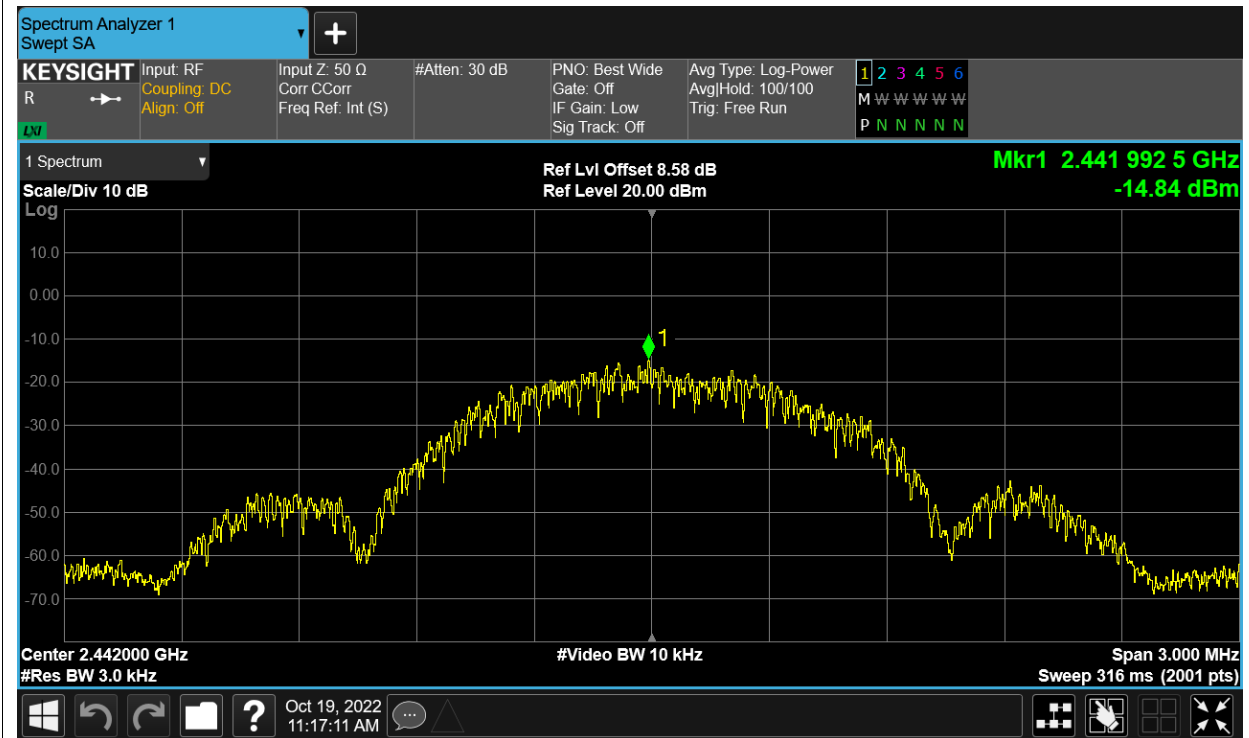 Spectrum Analyzer 1
Swept SA
KEYSIGHT Input: RF Input Z: 50 Ω #Atten: 30 dB PNO: Best Wide Avg Type: Log-Power 1 2 3 4 5 6
R Coupling: DC Corr CCorr Gate: Off Avg|Hold: 100/100 M W W W W W W
Align: Off Freq Ref: Int (S) IF Gain: Low Trig: Free Run
LXI Sig Track: Off P N N N N N N
1 Spectrum Ref Lvl Offset 8.58 dB Mkr1 2.441 992 5 GHz
Scale/Div 10 dB Ref Level 20.00 dBm -14.84 dBm
Log
10.0
0.00
1
-10.0
-20.0
-30.0
-40.0
-50.0
-60.0
-70.0
Center 2.442000 GHz #Video BW 10 kHz Span 3.000 MHz
#Res BW 3.0 kHz Sweep 316 ms (2001 pts)
? Oct 19, 2022
11:17:11 AM